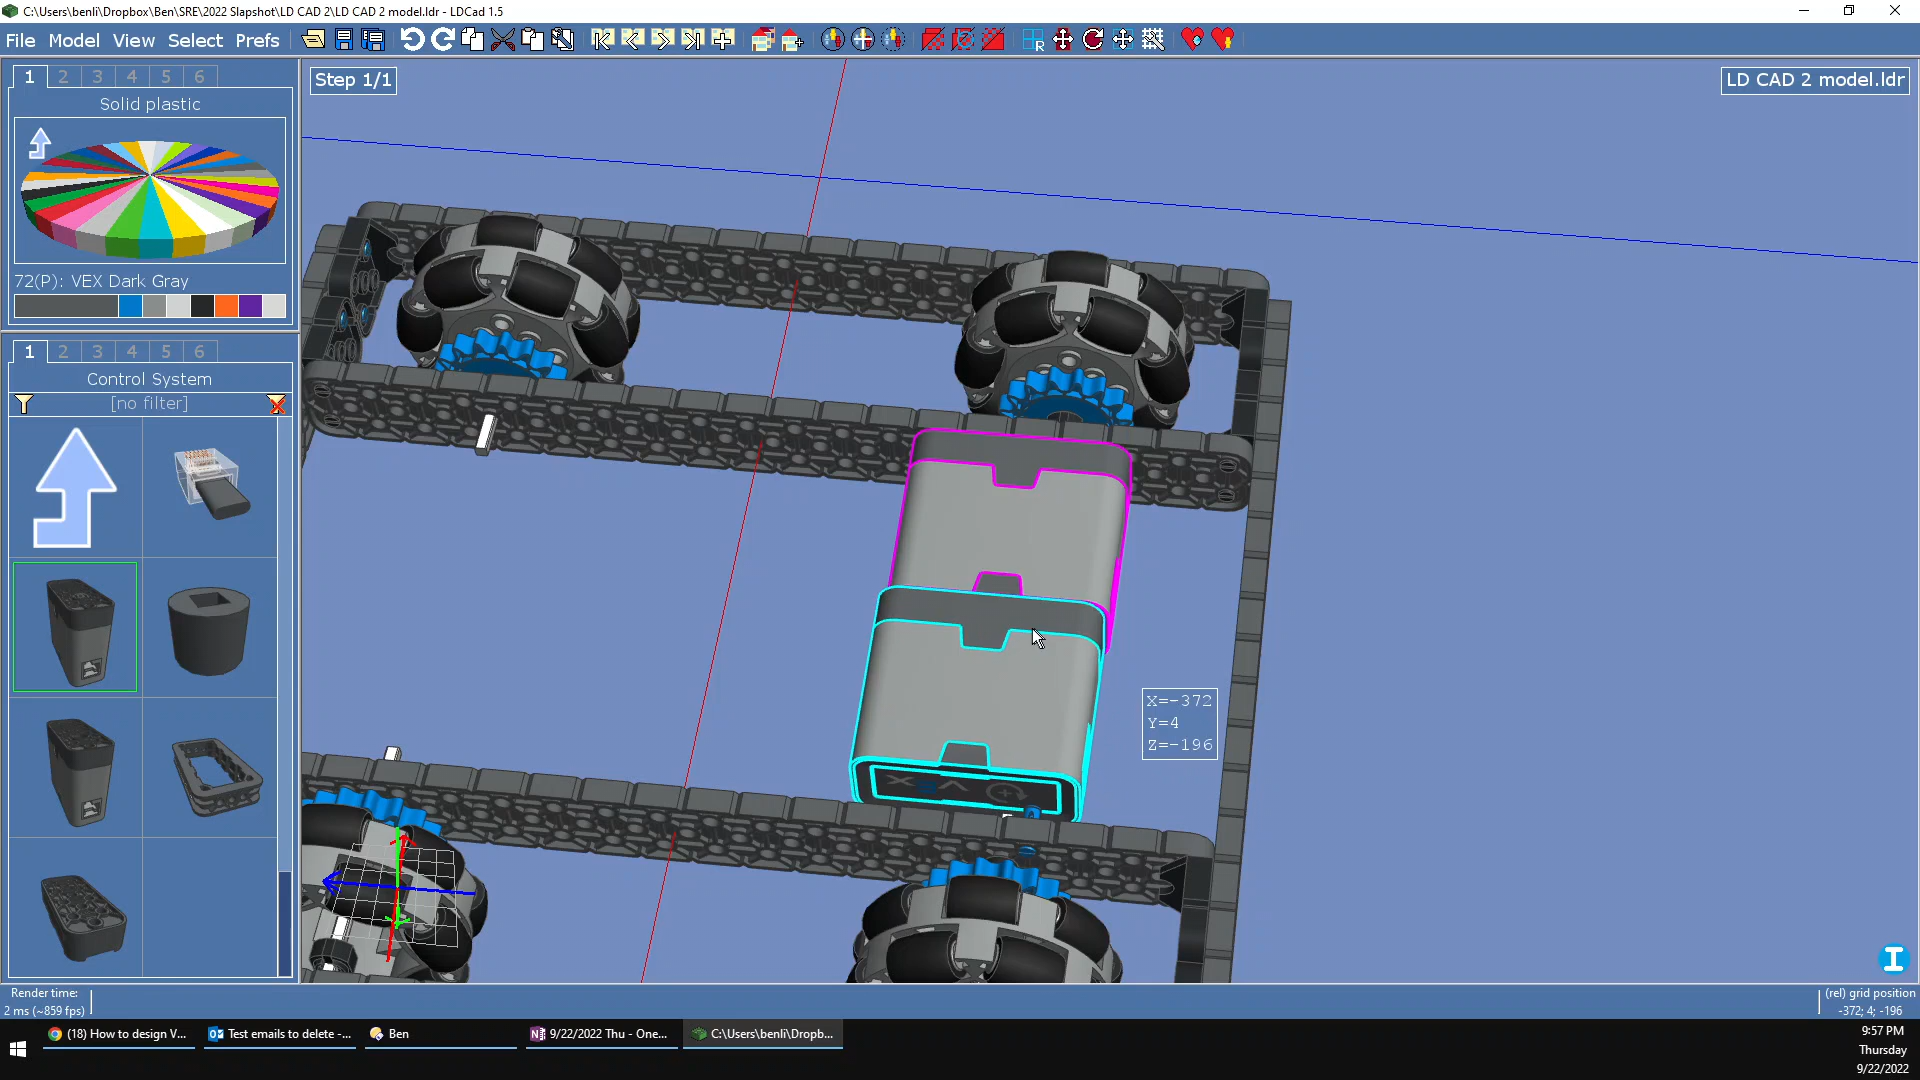 C:\Users\benli\Dropbox\Ben\SRE\2022 Slapshot\LD CAD 2\LD CAD 2 model.ldr - LDCad 1.5
File Model View Select Prefs
1 2 3 4 5 6
Solid plastic
72(P): VEX Dark Gray
1 2 3 4 5 6
Control System
[no filter]
Step 1/1
LD CAD 2 model.ldr
X=-372
Y=4
Z=-196
Render time:
2 ms (~859 fps)
(rel) grid position
-372; 4; -196
(18) How to design V...
Test emails to delete -...
Ben
9/22/2022 Thu - One...
C:\Users\benli\Dropb...
9:57 PM
Thursday
9/22/2022